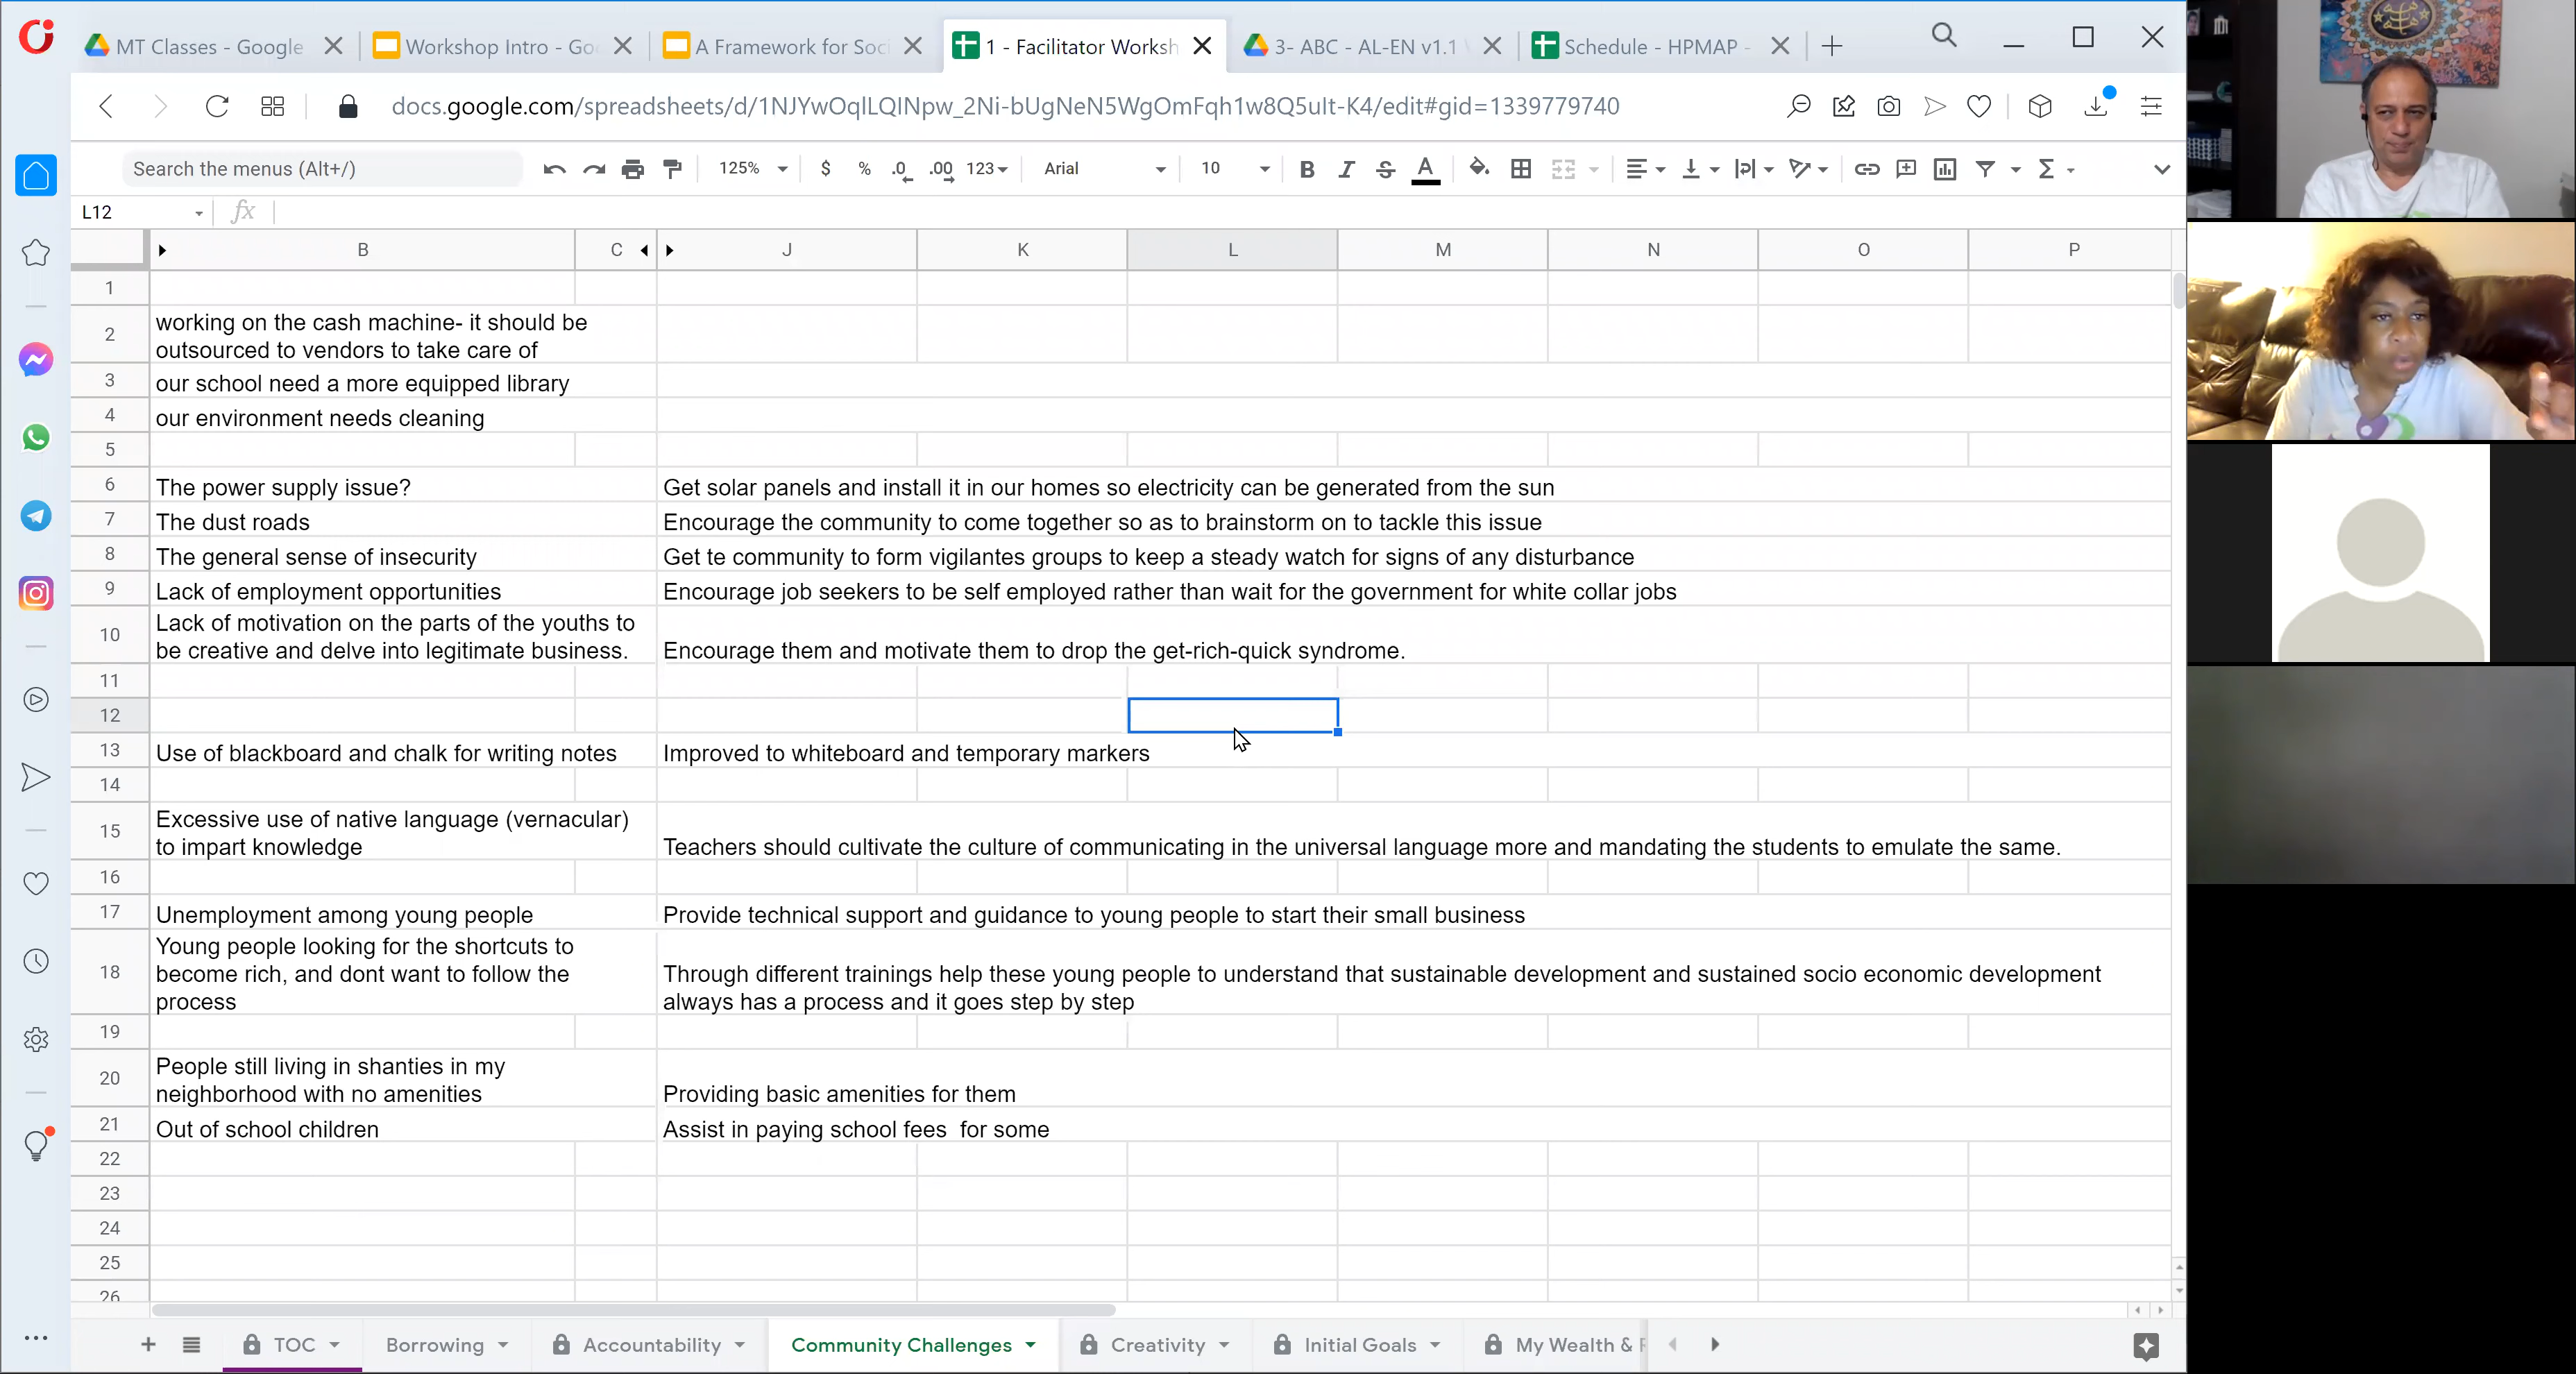 MT Classes - Google
Workshop Intro - Go
A Framework for Soci
1 - Facilitator Worksh
3- ABC - AL-EN v1.1
Schedule - HPMAP -
docs.google.com/spreadsheets/d/1NJYwOqlLQINpw_2Ni-bUgNeN5WgOmFqh1w8Q5uIt-K4/edit#gid=1339779740
Search the menus (Alt+/)
125%
$
%
.0
.00
123
Arial
10
B
I
S
A
Σ
L12
fx
B
C
J
K
L
M
N
O
P
1
2
working on the cash machine- it should be
outsourced to vendors to take care of
3
our school need a more equipped library
4
our environment needs cleaning
5
6
The power supply issue?
Get solar panels and install it in our homes so electricity can be generated from the sun
7
The dust roads
Encourage the community to come together so as to brainstorm on to tackle this issue
8
The general sense of insecurity
Get te community to form vigilantes groups to keep a steady watch for signs of any disturbance
9
Lack of employment opportunities
Encourage job seekers to be self employed rather than wait for the government for white collar jobs
10
Lack of motivation on the parts of the youths to
be creative and delve into legitimate business.
Encourage them and motivate them to drop the get-rich-quick syndrome.
11
12
13
Use of blackboard and chalk for writing notes
Improved to whiteboard and temporary markers
14
15
Excessive use of native language (vernacular)
to impart knowledge
Teachers should cultivate the culture of communicating in the universal language more and mandating the students to emulate the same.
16
17
Unemployment among young people
Provide technical support and guidance to young people to start their small business
18
Young people looking for the shortcuts to
become rich, and dont want to follow the
process
Through different trainings help these young people to understand that sustainable development and sustained socio economic development
always has a process and it goes step by step
19
20
People still living in shanties in my
neighborhood with no amenities
Providing basic amenities for them
21
Out of school children
Assist in paying school fees  for some
22
23
24
25
26
TOC
Borrowing
Accountability
Community Challenges
Creativity
Initial Goals
My Wealth &